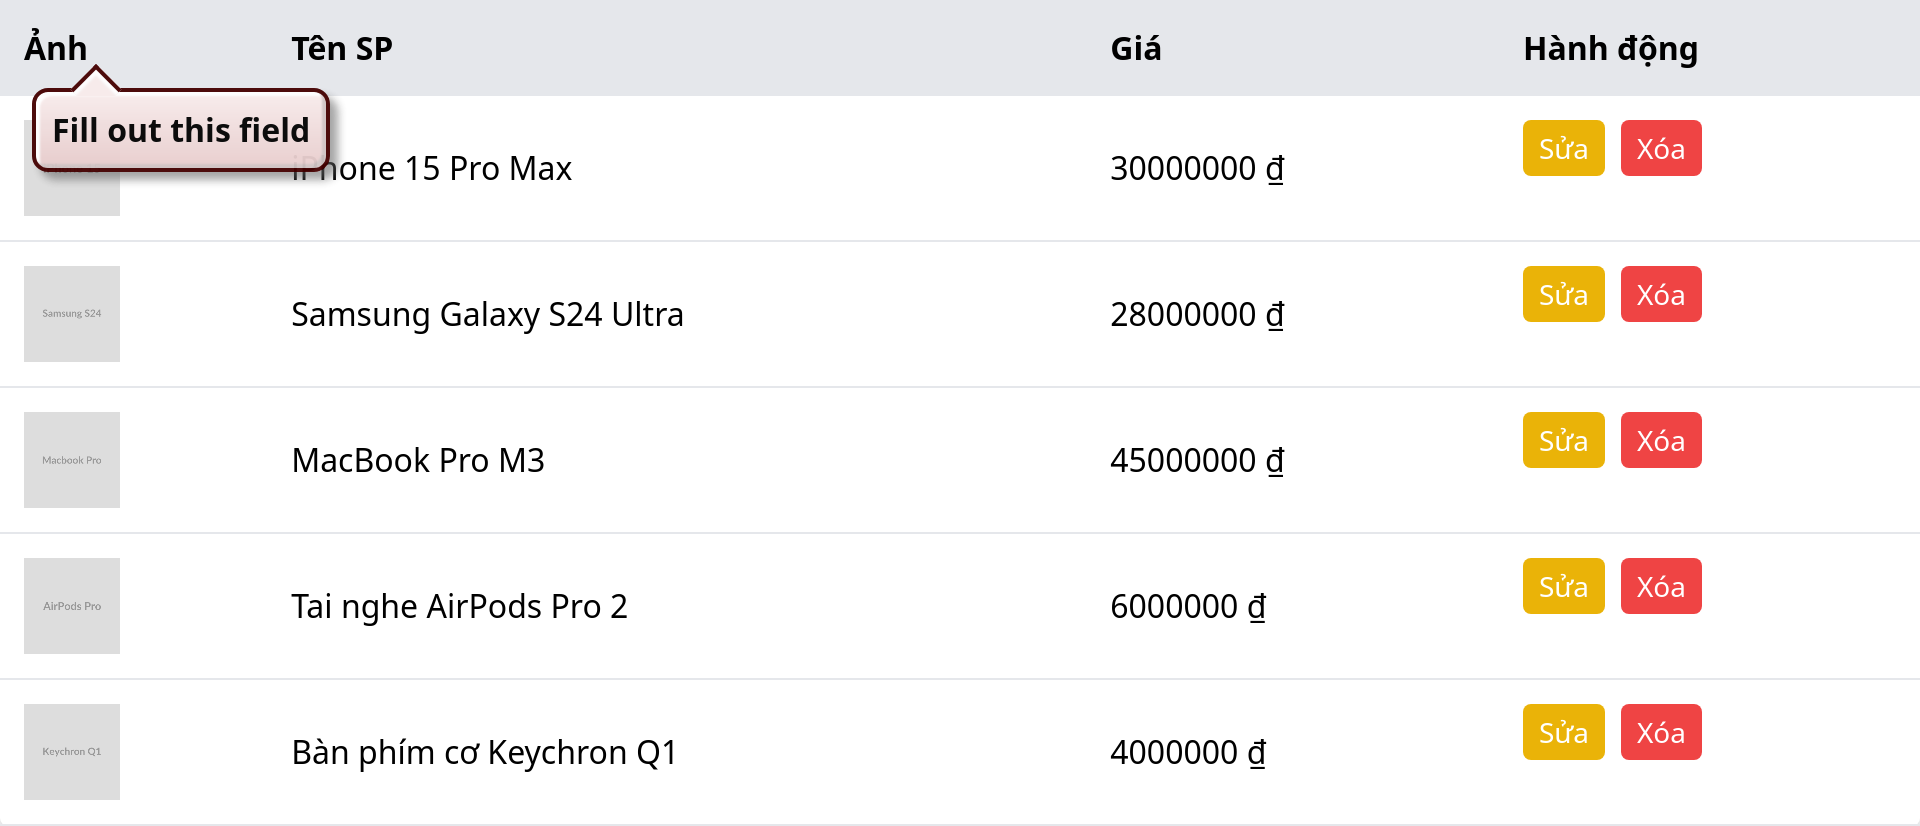 Ảnh Tên SP Giá Hành động
Fill out this field
iPhone 15 Pro Max 30000000 ₫ Sửa Xóa
Samsung S24 Samsung Galaxy S24 Ultra 28000000 ₫ Sửa Xóa
Macbook Pro MacBook Pro M3 45000000 ₫ Sửa Xóa
AirPods Pro Tai nghe AirPods Pro 2 6000000 ₫ Sửa Xóa
Keychron Q1 Bàn phím cơ Keychron Q1 4000000 ₫ Sửa Xóa